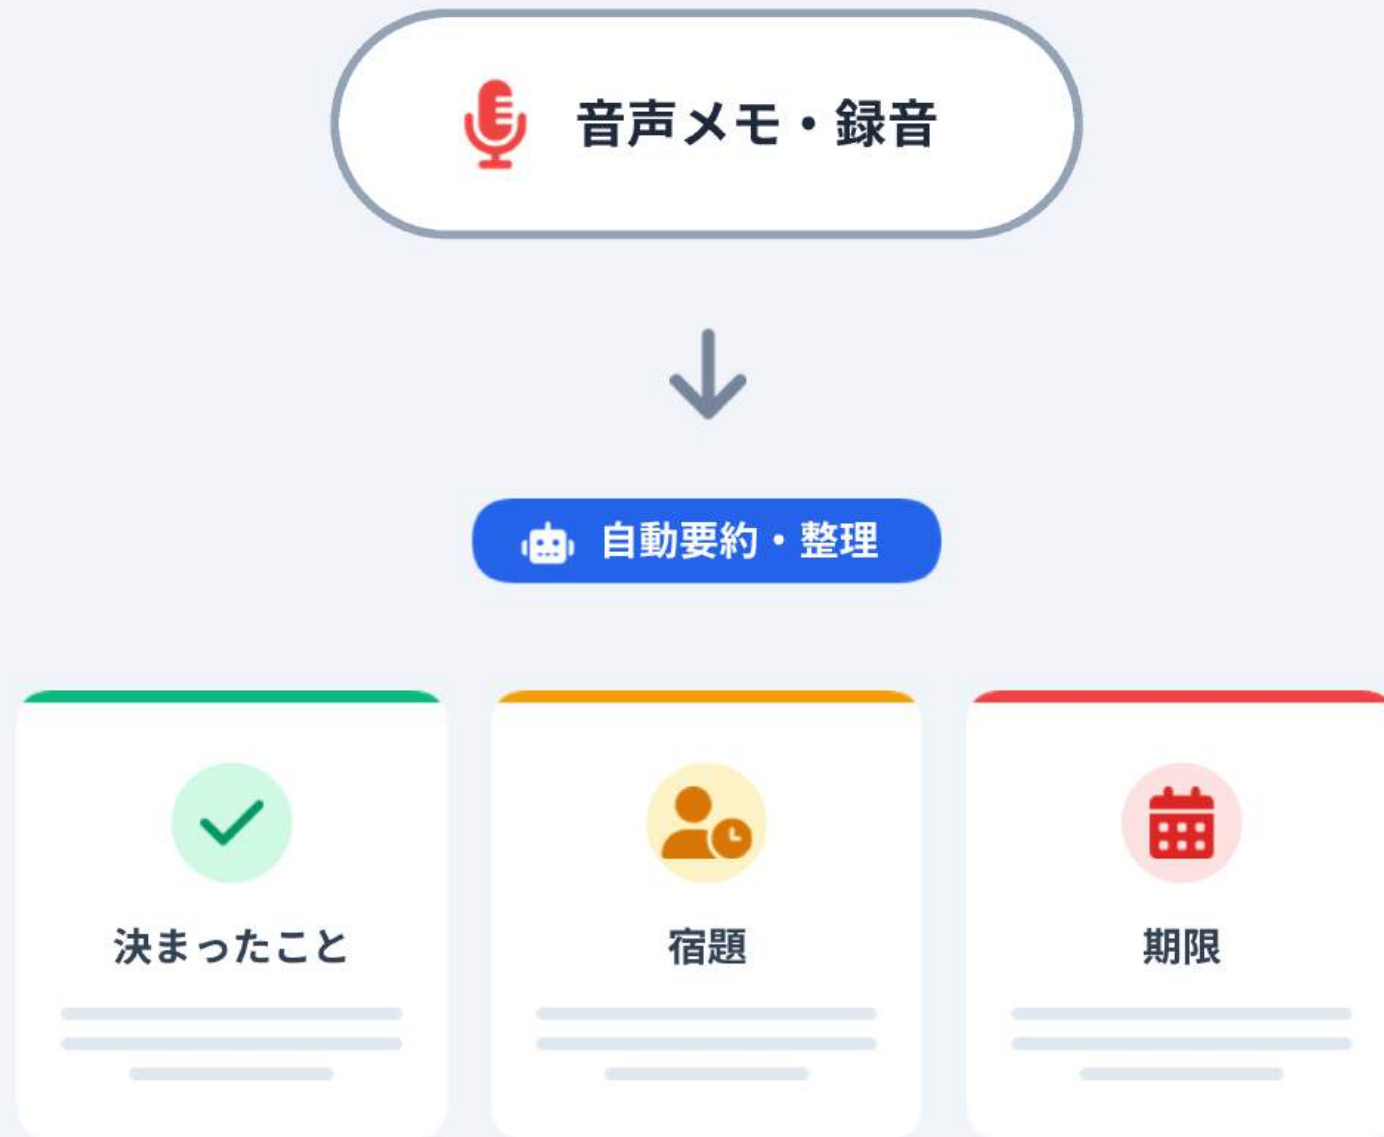 音声メモ・録音
自動要約・整理
決まったこと
宿題
期限